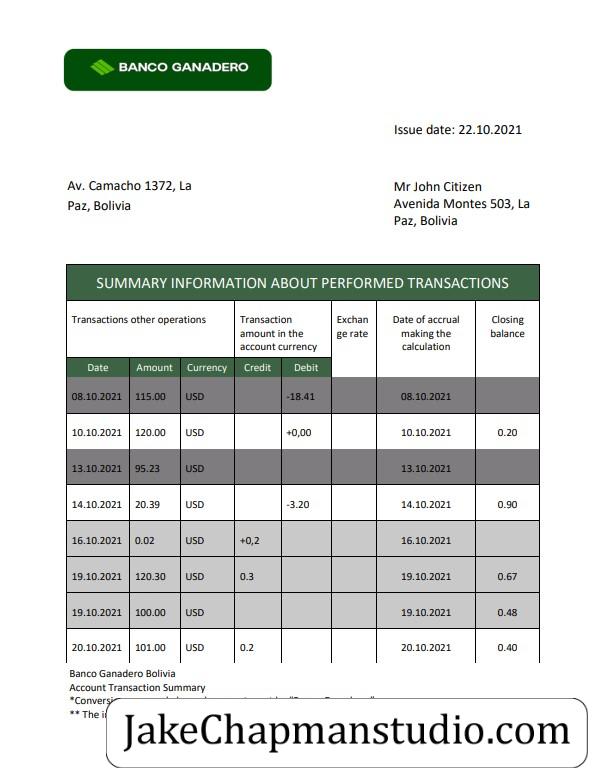 BANCO GANADERO
Issue date: 22.10.2021
Av. Camacho 1372, La
Paz, Bolivia
Mr John Citizen
Avenida Montes 503, La
Paz, Bolivia
SUMMARY INFORMATION ABOUT PERFORMED TRANSACTIONS
Transactions other operations
Transaction
amount in the
account currency
Exchan
ge rate
Date of accrual
making the
calculation
Closing
balance
Date Amount Currency Credit Debit
08.10.2021 115.00 USD -18.41 08.10.2021
10.10.2021 120.00 USD +0,00 10.10.2021 0.20
13.10.2021 95.23 USD 13.10.2021
14.10.2021 20.39 USD -3.20 14.10.2021 0.90
16.10.2021 0.02 USD +0,2 16.10.2021
19.10.2021 120.30 USD 0.3 19.10.2021 0.67
19.10.2021 100.00 USD 19.10.2021 0.48
20.10.2021 101.00 USD 0.2 20.10.2021 0.40
Banco Ganadero Bolivia
Account Transaction Summary
** The
JakeChapmanstudio.com